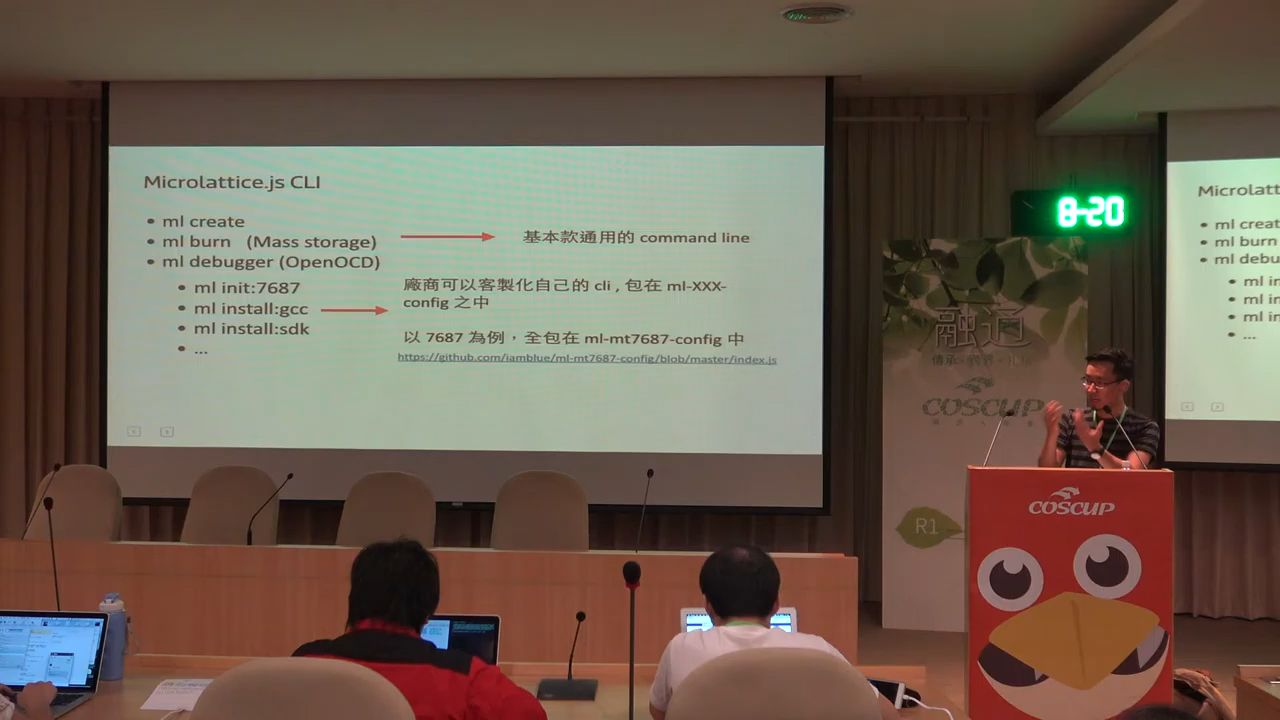 Microlattice.js CLI
• ml create
• ml burn (Mass storage)
• ml debugger (OpenOCD)
基本款通用的 command line
• ml init:7687
• ml install:gcc
• ml install:sdk
• ...
廠商可以客製化自己的 cli , 包在 ml-XXX-
config 之中
以 7687 為例，全包在 ml-mt7687-config 中
https://github.com/iamblue/ml-mt7687-config/blob/master/index.js
8-20
融通
COSCUP
R1
COSCUP
Microlatt
• ml creat
• ml burn
• ml debu
• ml in
• ml in
• ml in
• ...